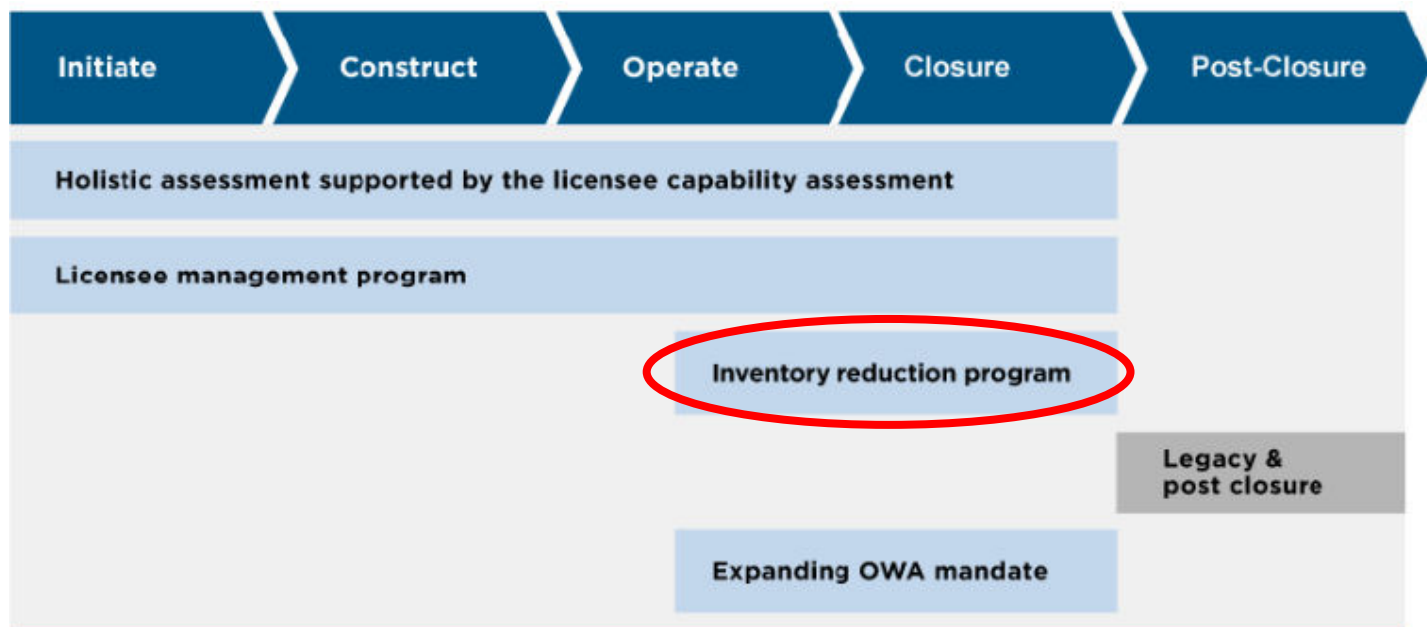 Initiate
Construct
Operate
Closure
Post-Closure
Holistic assessment supported by the licensee capability assessment
Licensee management program
Inventory reduction program
Legacy &
post closure
Expanding OWA mandate